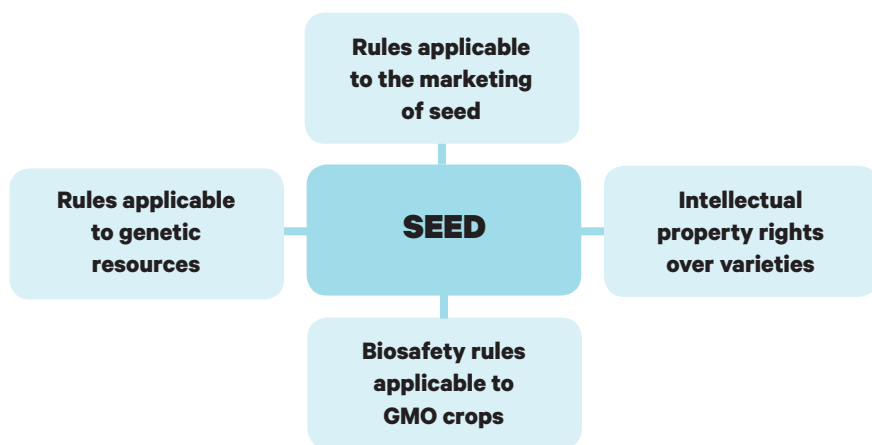 Rules applicable
to the marketing
of seed
Rules applicable
to genetic
resources
SEED
Intellectual
property rights
over varieties
Biosafety rules
applicable to
GMO crops